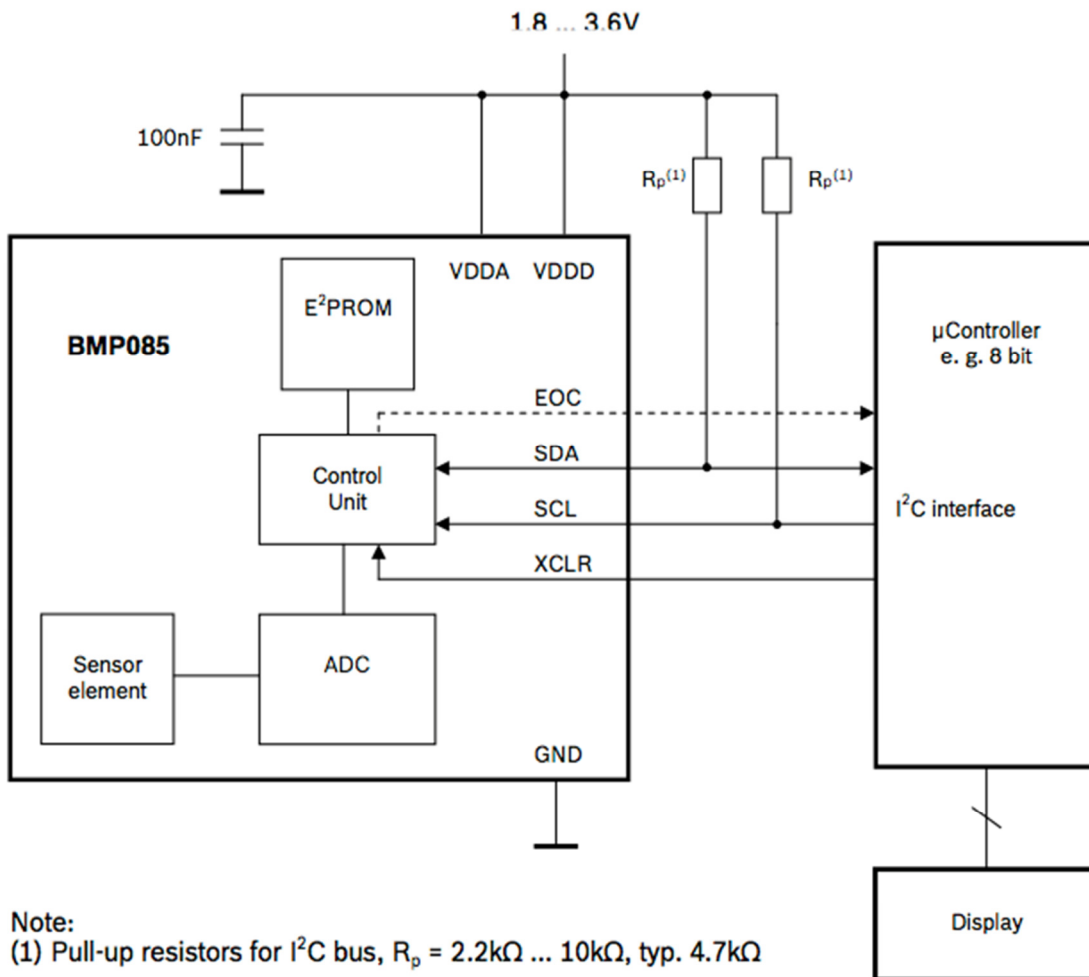 1.8 ... 3.6V
100nF
Rp(1)
Rp(1)
VDDA VDDD
E²PROM
BMP085
µController
e. g. 8 bit
EOC
SDA
Control
Unit
SCL
I²C interface
XCLR
Sensor
element
ADC
GND
Display
Note:
(1) Pull-up resistors for I²C bus, Rp = 2.2kΩ ... 10kΩ, typ. 4.7kΩ